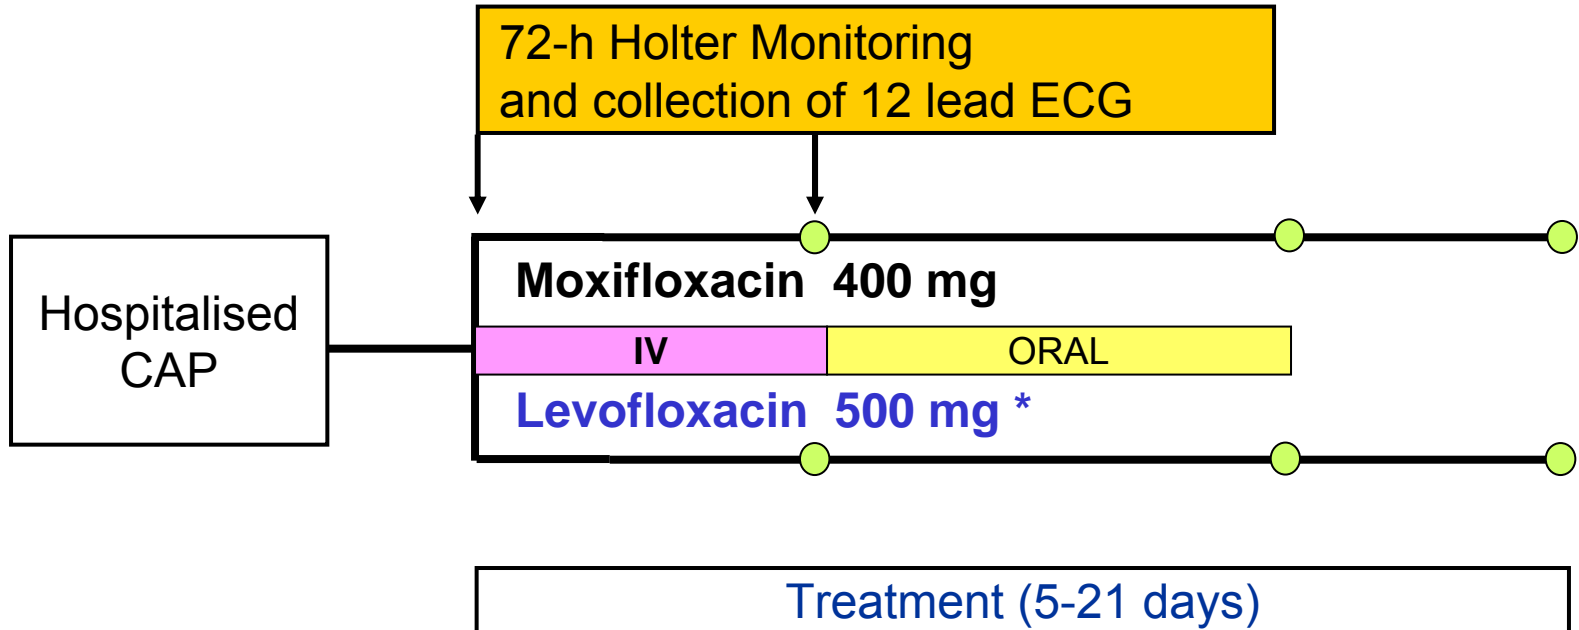 72-h Holter Monitoring
and collection of 12 lead ECG
Hospitalised
CAP
Moxifloxacin 400 mg
IV
ORAL
Levofloxacin 500 mg *
Treatment (5-21 days)